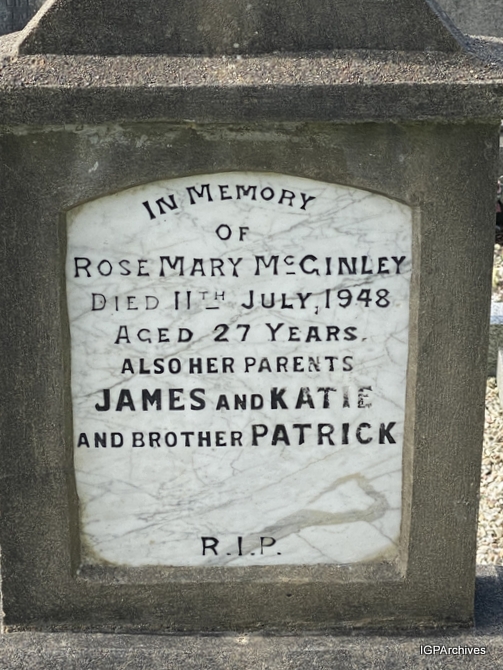 IN MEMORY
OF
ROSE MARY McGINLEY
DIED 11TH JULY, 1948
AGED 27 YEARS.
ALSO HER PARENTS
JAMES AND KATIE
AND BROTHER PATRICK
R.I.P.
IGPArchives